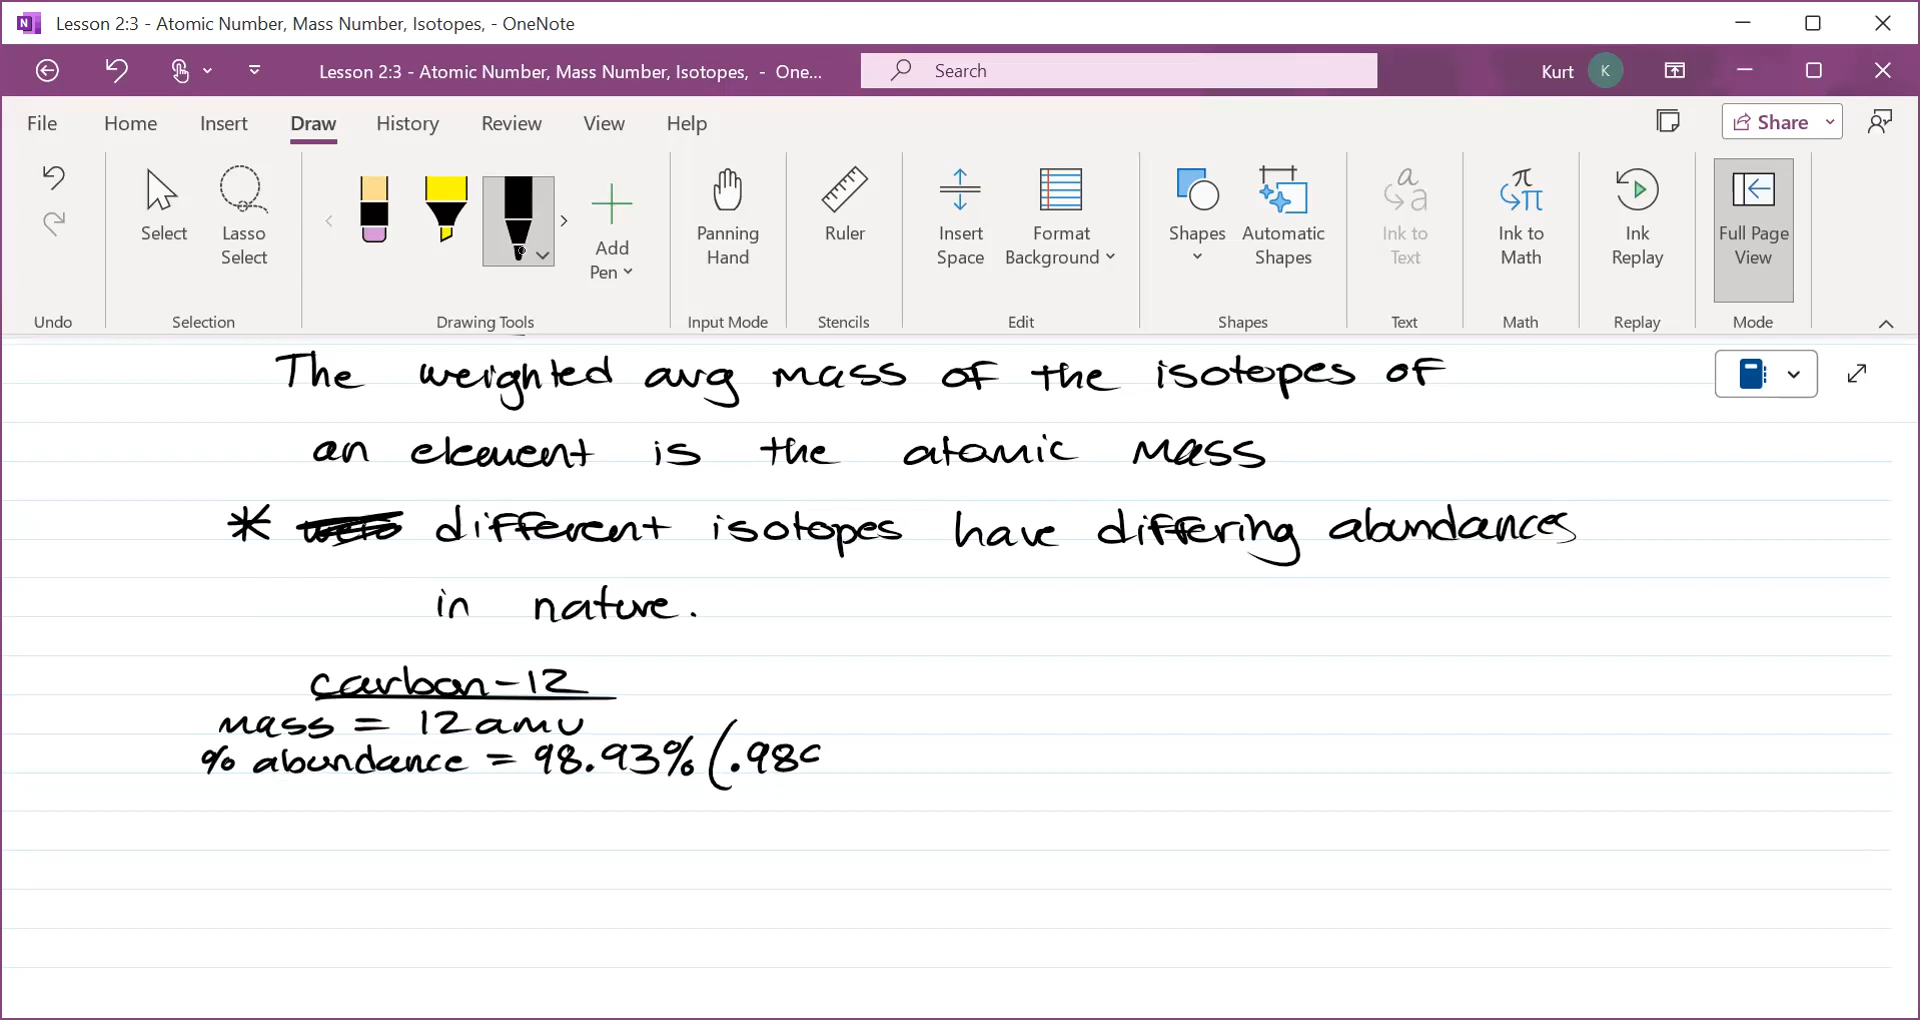 Lesson 2:3 - Atomic Number, Mass Number, Isotopes, - OneNote
Lesson 2:3 - Atomic Number, Mass Number, Isotopes, - One...
Search
Kurt
K
File Home Insert Draw History Review View Help
Share
Select
Lasso Select
Add Pen
Panning Hand
Ruler
Insert Space
Format Background
Shapes
Automatic Shapes
Ink to Text
Ink to Math
Ink Replay
Full Page View
Undo
Selection
Drawing Tools
Input Mode
Stencils
Edit
Shapes
Text
Math
Replay
Mode
The weighted avg mass of the isotopes of
an element is the atomic mass
* different isotopes have differing abundances
in nature.
carbon-12
mass = 12amu
% abundance = 98.93% (.98